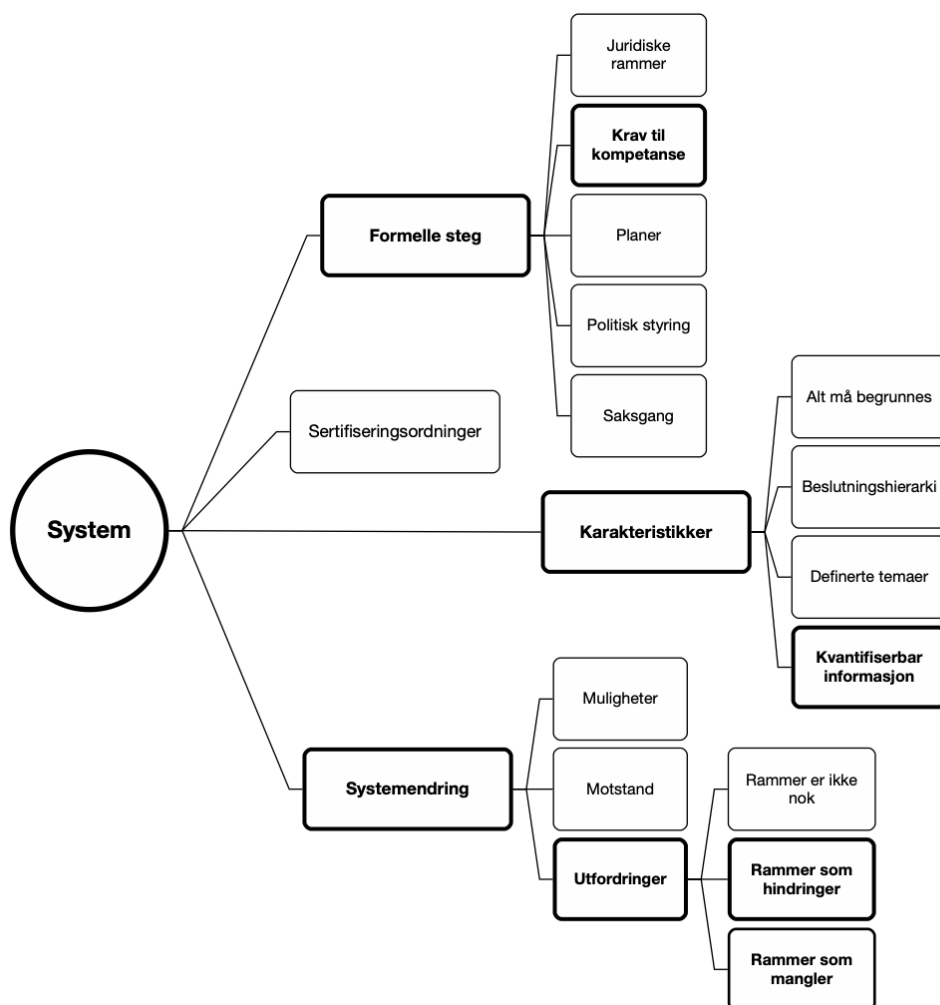 Juridiske
rammer
Krav til
kompetanse
Formelle steg
Planer
Politisk styring
Saksgang
Sertifiseringsordninger
Alt må begrunnes
Beslutningshierarki
System
Karakteristikker
Definerte temaer
Kvantifiserbar
informasjon
Muligheter
Systemendring
Motstand
Rammer er ikke
nok
Utfordringer
Rammer som
hindringer
Rammer som
mangler